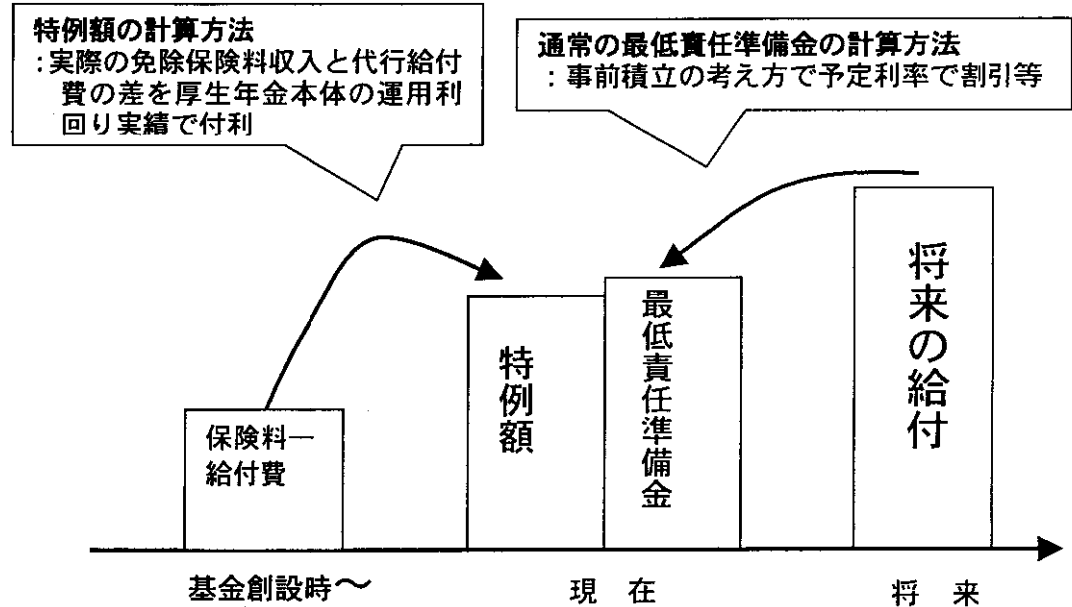 特例額の計算方法
：実際の免除保険料収入と代行給付
費の差を厚生年金本体の運用利
回り実績で付利
通常の最低責任準備金の計算方法
：事前積立の考え方で予定利率で割引等
保険料ー
給付費
特例額
最低責任準備金
将来の給付
基金創設時～
現 在
将 来